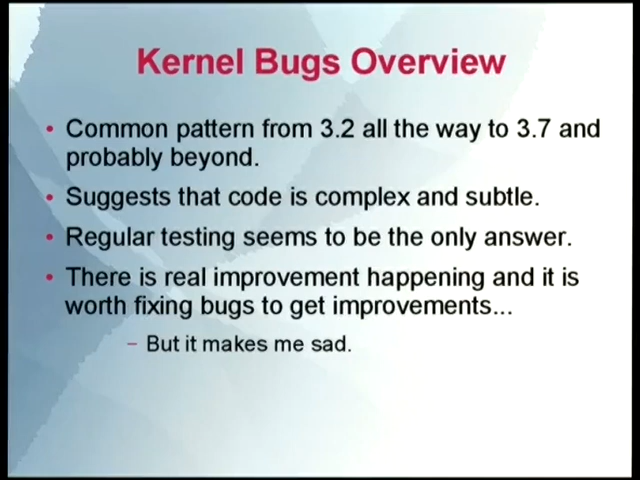 Kernel Bugs Overview
• Common pattern from 3.2 all the way to 3.7 and
probably beyond.
• Suggests that code is complex and subtle.
• Regular testing seems to be the only answer.
• There is real improvement happening and it is
worth fixing bugs to get improvements...
– But it makes me sad.